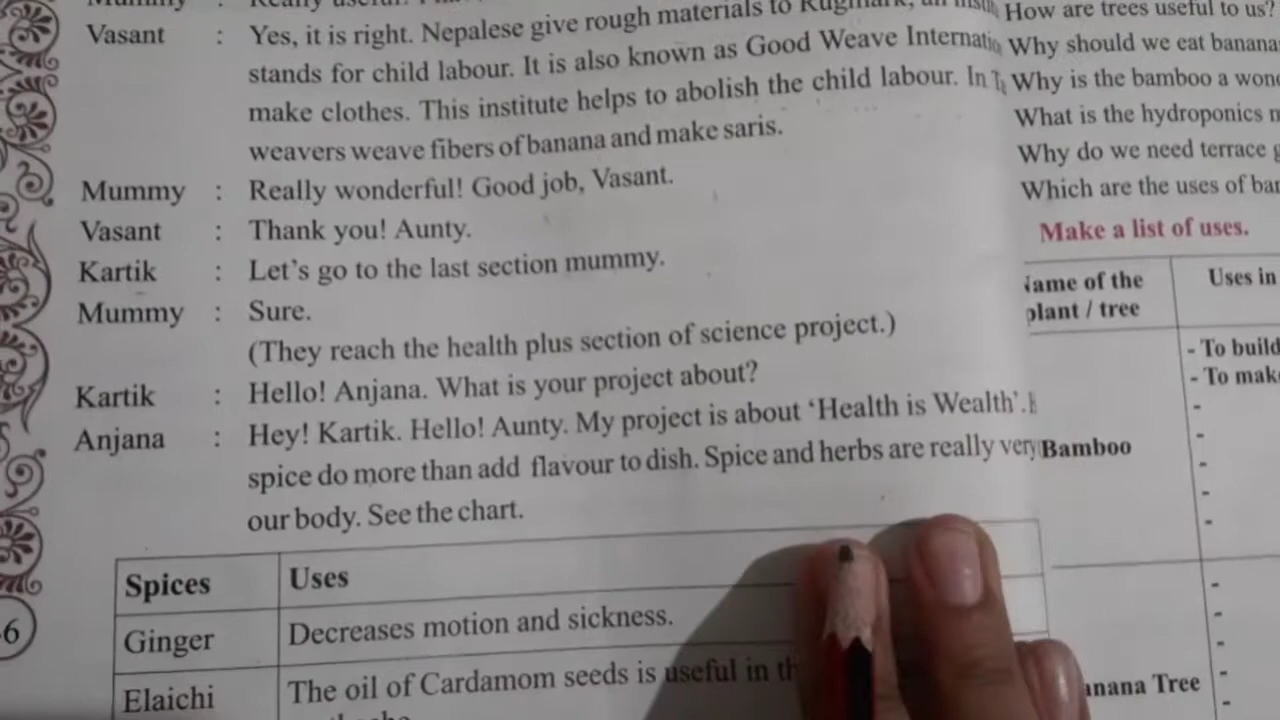 Vasant : Yes, it is right. Nepalese give rough materials to Rugmark, an
stands for child labour. It is also known as Good Weave
make clothes. This institute helps to abolish the child labour. In
weavers weave fibers of banana and make saris.
Mummy : Really wonderful! Good job, Vasant.
Vasant : Thank you! Aunty.
Kartik : Let's go to the last section mummy.
Mummy : Sure.
(They reach the health plus section of science project.)
Kartik : Hello! Anjana. What is your project about?
Anjana : Hey! Kartik. Hello! Aunty. My project is about 'Health is Wealth'.
spice do more than add flavour to dish. Spice and herbs are really very
our body. See the chart.
Spices Uses
Ginger Decreases motion and sickness.
Elaichi The oil of Cardamom seeds is useful in
6
How are trees useful to us?
Why should we eat banana
Why is the bamboo a
What is the hydroponics
Why do we need terrace
Which are the uses of
Make a list of uses.
Name of the Uses in
plant / tree
- To build
- To
Bamboo
Tree